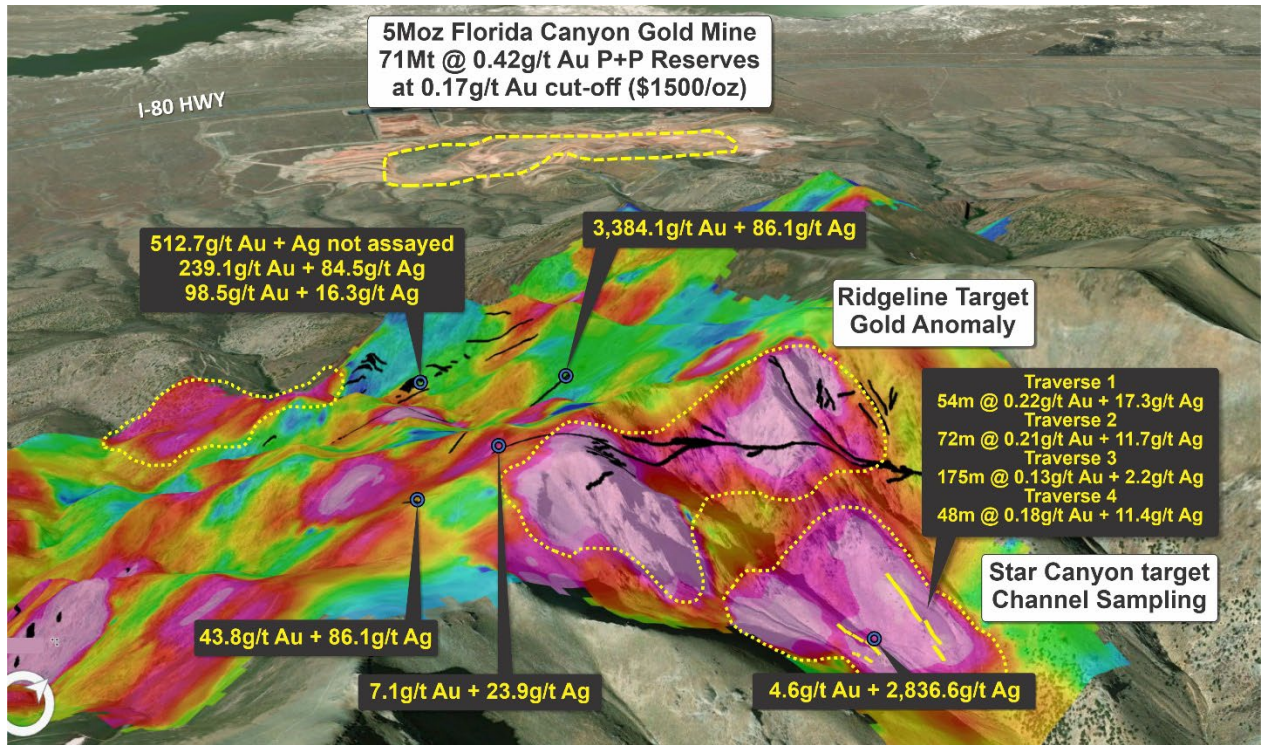 5Moz Florida Canyon Gold Mine
71Mt @ 0.42g/t Au P+P Reserves
at 0.17g/t Au cut-off ($1500/oz)
I-80 HWY
512.7g/t Au + Ag not assayed
239.1g/t Au + 84.5g/t Ag
98.5g/t Au + 16.3g/t Ag
3,384.1g/t Au + 86.1g/t Ag
Ridgeline Target
Gold Anomaly
Traverse 1
54m @ 0.22g/t Au + 17.3g/t Ag
Traverse 2
72m @ 0.21g/t Au + 11.7g/t Ag
Traverse 3
175m @ 0.13g/t Au + 2.2g/t Ag
Traverse 4
48m @ 0.18g/t Au + 11.4g/t Ag
Star Canyon target
Channel Sampling
43.8g/t Au + 86.1g/t Ag
7.1g/t Au + 23.9g/t Ag
4.6g/t Au + 2,836.6g/t Ag